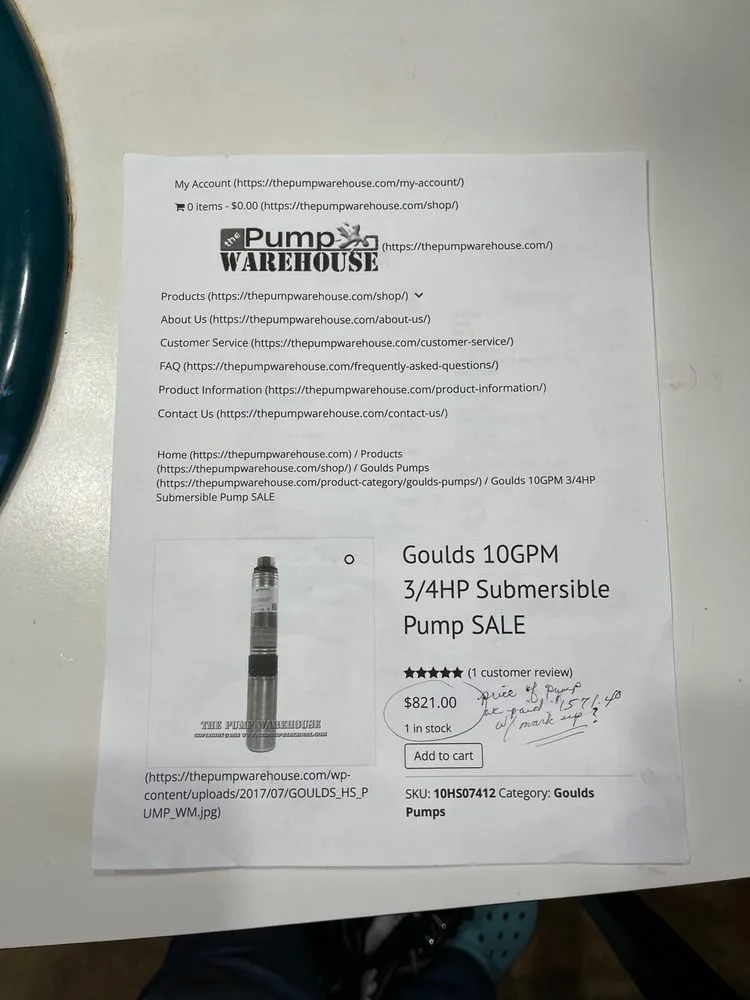 My Account (https://thepumpwarehouse.com/my-account/)
0 items - $0.00 (https://thepumpwarehouse.com/shop/)
the Pump
WAREHOUSE
(https://thepumpwarehouse.com/)
Products (https://thepumpwarehouse.com/shop/)
About Us (https://thepumpwarehouse.com/about-us/)
Customer Service (https://thepumpwarehouse.com/customer-service/)
FAQ (https://thepumpwarehouse.com/frequently-asked-questions/)
Product Information (https://thepumpwarehouse.com/product-information/)
Contact Us (https://thepumpwarehouse.com/contact-us/)
Home (https://thepumpwarehouse.com) / Products
(https://thepumpwarehouse.com/shop/) / Goulds Pumps
(https://thepumpwarehouse.com/product-category/goulds-pumps/) / Goulds 10GPM 3/4HP
Submersible Pump SALE
THE PUMP WAREHOUSE
(https://thepumpwarehouse.com/wp-
content/uploads/2017/07/GOULDS_HS_P
UMP_WM.jpg)
Goulds 10GPM
3/4HP Submersible
Pump SALE
(1 customer review)
$821.00
1 in stock
price of pump
we paid $1571.40
w/ mark up?
Add to cart
SKU: 10HS07412 Category: Goulds
Pumps